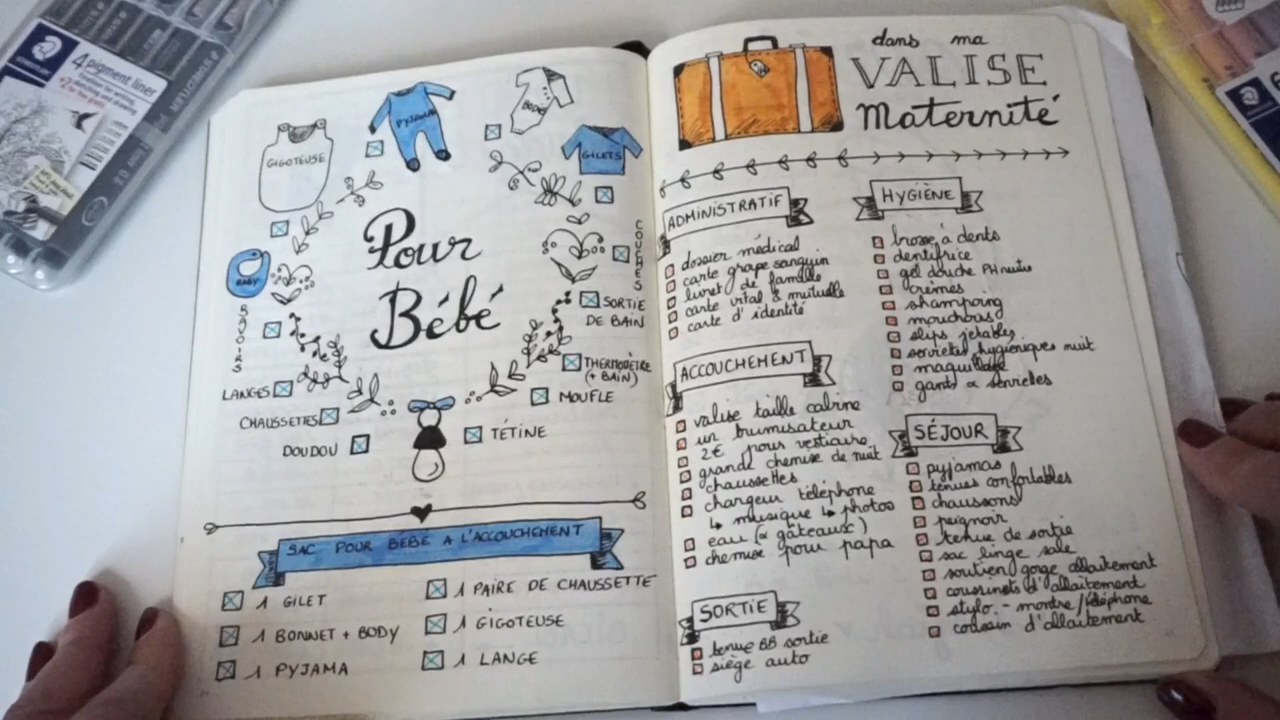 4 pigment liner
STAEDTLER
GIGOTEUSE
PYJAMA
BODY
GILETS
Pour
Bébé
BABY
BAVOIRS
COUCHES
SORTIE
DE BAIN
THERMOMÈTRE
(+ BAIN)
LANGES
MOUFLE
CHAUSSETTES
DOUDOU
TÉTINE
SAC POUR BÉBÉ A L'ACCOUCHEMENT
1 GILET
1 BONNET + BODY
1 PYJAMA
1 PAIRE DE CHAUSSETTE
1 GIGOTEUSE
1 LANGE
dans ma
VALISE
Maternité
ADMINISTRATIF
dossier médical
carte grape sanguin
livret de famille
carte vital & mutuelle
carte d'identité
ACCOUCHEMENT
valise taille cabine
un brumisateur
2€ pour vestiaire
grande chemise de nuit
chaussettes
chargeur téléphone
↳ musique ↳ photos
eau (& gâteaux)
chemise pour papa
SORTIE
tenue BB sortie
siège auto
HYGIÈNE
brosse à dents
dentifrice
gel douche PH neutre
crèmes
shampoing
mouchoirs
slips jetables
serviettes hygieniques nuit
maquillage
gants & serviettes
SÉJOUR
pyjamas
tenues confortables
chaussons
peignoir
tenue de sortie
sac linge sale
soutien gorge allaitement
coussinets d'allaitement
stylo - montre/téléphone
coussin d'allaitement